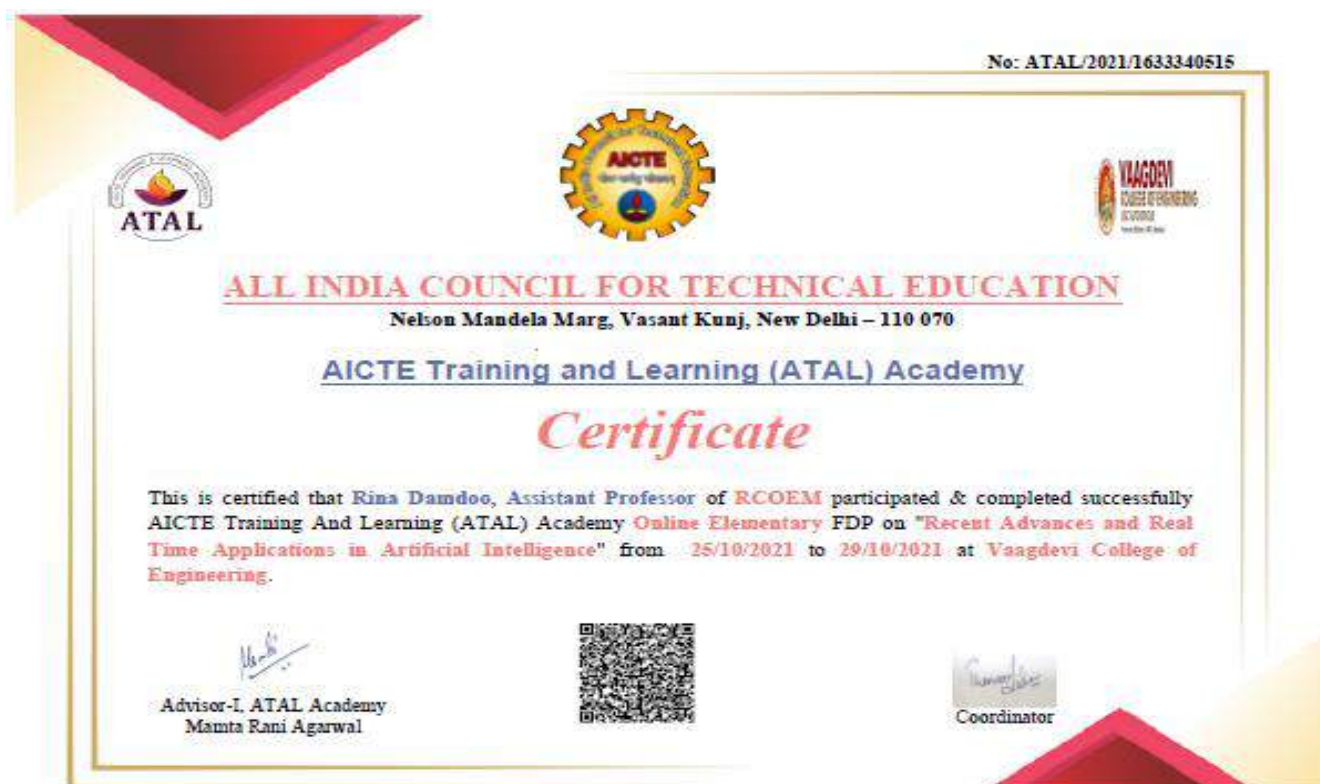 No: ATAL/2021/1633340515
AICTE
ATAL
VAAGDEVI
COLLEGE OF ENGINEERING
ALL INDIA COUNCIL FOR TECHNICAL EDUCATION
Nelson Mandela Marg, Vasant Kunj, New Delhi – 110 070
AICTE Training and Learning (ATAL) Academy
Certificate
This is certified that Rina Damdoo, Assistant Professor of RCOEM participated & completed successfully
AICTE Training And Learning (ATAL) Academy Online Elementary FDP on "Recent Advances and Real
Time Applications in Artificial Intelligence" from 25/10/2021 to 29/10/2021 at Vaagdevi College of
Engineering.
Advisor-I, ATAL Academy
Mamta Rani Agarwal
Coordinator